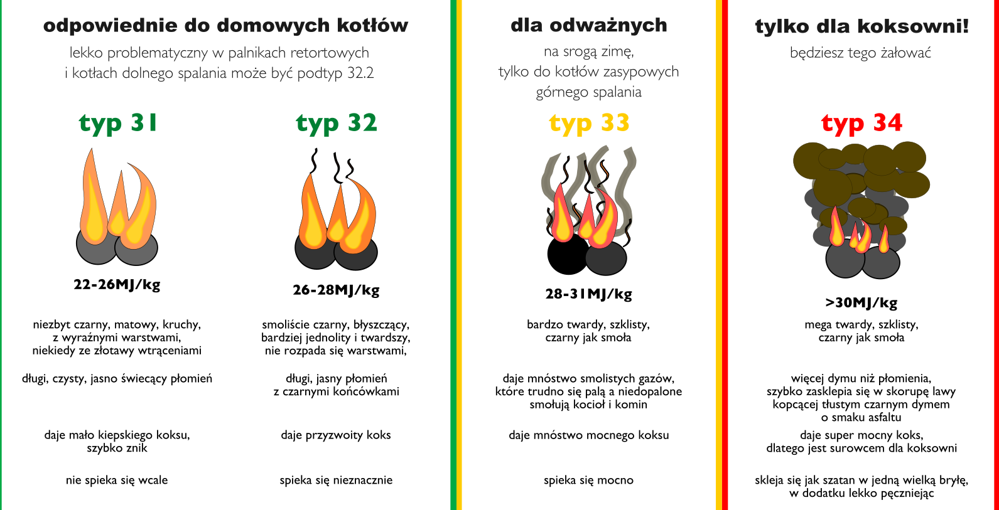 odpowiednie do domowych kotłów
lekko problematyczny w palnikach retortowych
i kotłach dolnego spalania może być podtyp 32.2
typ 31
22-26MJ/kg
niezbyt czarny, matowy, kruchy,
z wyraźnymi warstwami,
niekiedy ze złotawy wtrąceniami
długi, czysty, jasno świecący płomień
daje mało kiepskiego koksu,
szybko znik
nie spieka się wcale
typ 32
26-28MJ/kg
smoliście czarny, błyszczący,
bardziej jednolity i twardszy,
nie rozpada się warstwami,
długi, jasny płomień
z czarnymi końcówkami
daje przyzwoity koks
spieka się nieznacznie
dla odważnych
na srogą zimę,
tylko do kotłów zasypowych
górnego spalania
typ 33
28-31MJ/kg
bardzo twardy, szklisty,
czarny jak smoła
daje mnóstwo smolistych gazów,
które trudno się palą a niedopalone
smołują kocioł i komin
daje mnóstwo mocnego koksu
spieka się mocno
tylko dla koksowni!
będziesz tego żałować
typ 34
>30MJ/kg
mega twardy, szklisty,
czarny jak smoła
więcej dymu niż płomienia,
szybko zasklepia się w skorupę lawy
kopcącej tłustym czarnym dymem
o smaku asfaltu
daje super mocny koks,
dlatego jest surowcem dla koksowni
skleja się jak szatan w jedną wielką bryłę,
w dodatku lekko pęczniejąc